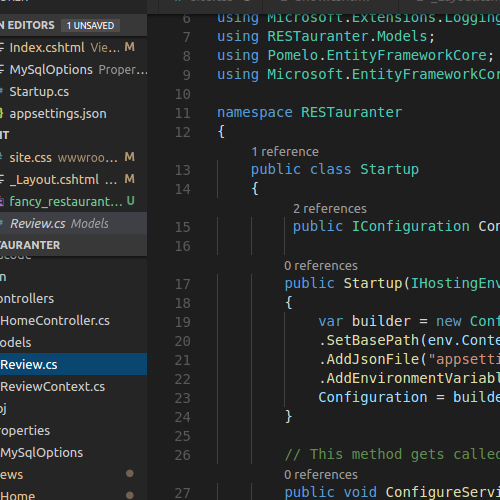 N EDITORS 1 UNSAVED
Index.cshtml Vie... M
MySqlOptions Proper...
Startup.cs
appsettings.json
IT
site.css wwwroo... M
_Layout.cshtml ... M
fancy_restaurant... U
Review.cs Models
AURANTER
n
ontrollers
HomeController.cs
odels
Review.cs
ReviewContext.cs
oj
roperties
MySqlOptions
ews
Home
6 using Microsoft.Extensions.Logging
7 using RESTauranter.Models;
8 using Pomelo.EntityFrameworkCore;
9 using Microsoft.EntityFrameworkCor
10
11 namespace RESTauranter
12 {
1 reference
13 public class Startup
14 {
2 references
15 public IConfiguration Con
16
0 references
17 public Startup(IHostingEnv
18 {
19 var builder = new Conf
20 .SetBasePath(env.Conte
21 .AddJsonFile("appsetti
22 .AddEnvironmentVariabl
23 Configuration = builde
24 }
25
26 // This method gets called
0 references
27 public void ConfigureServi